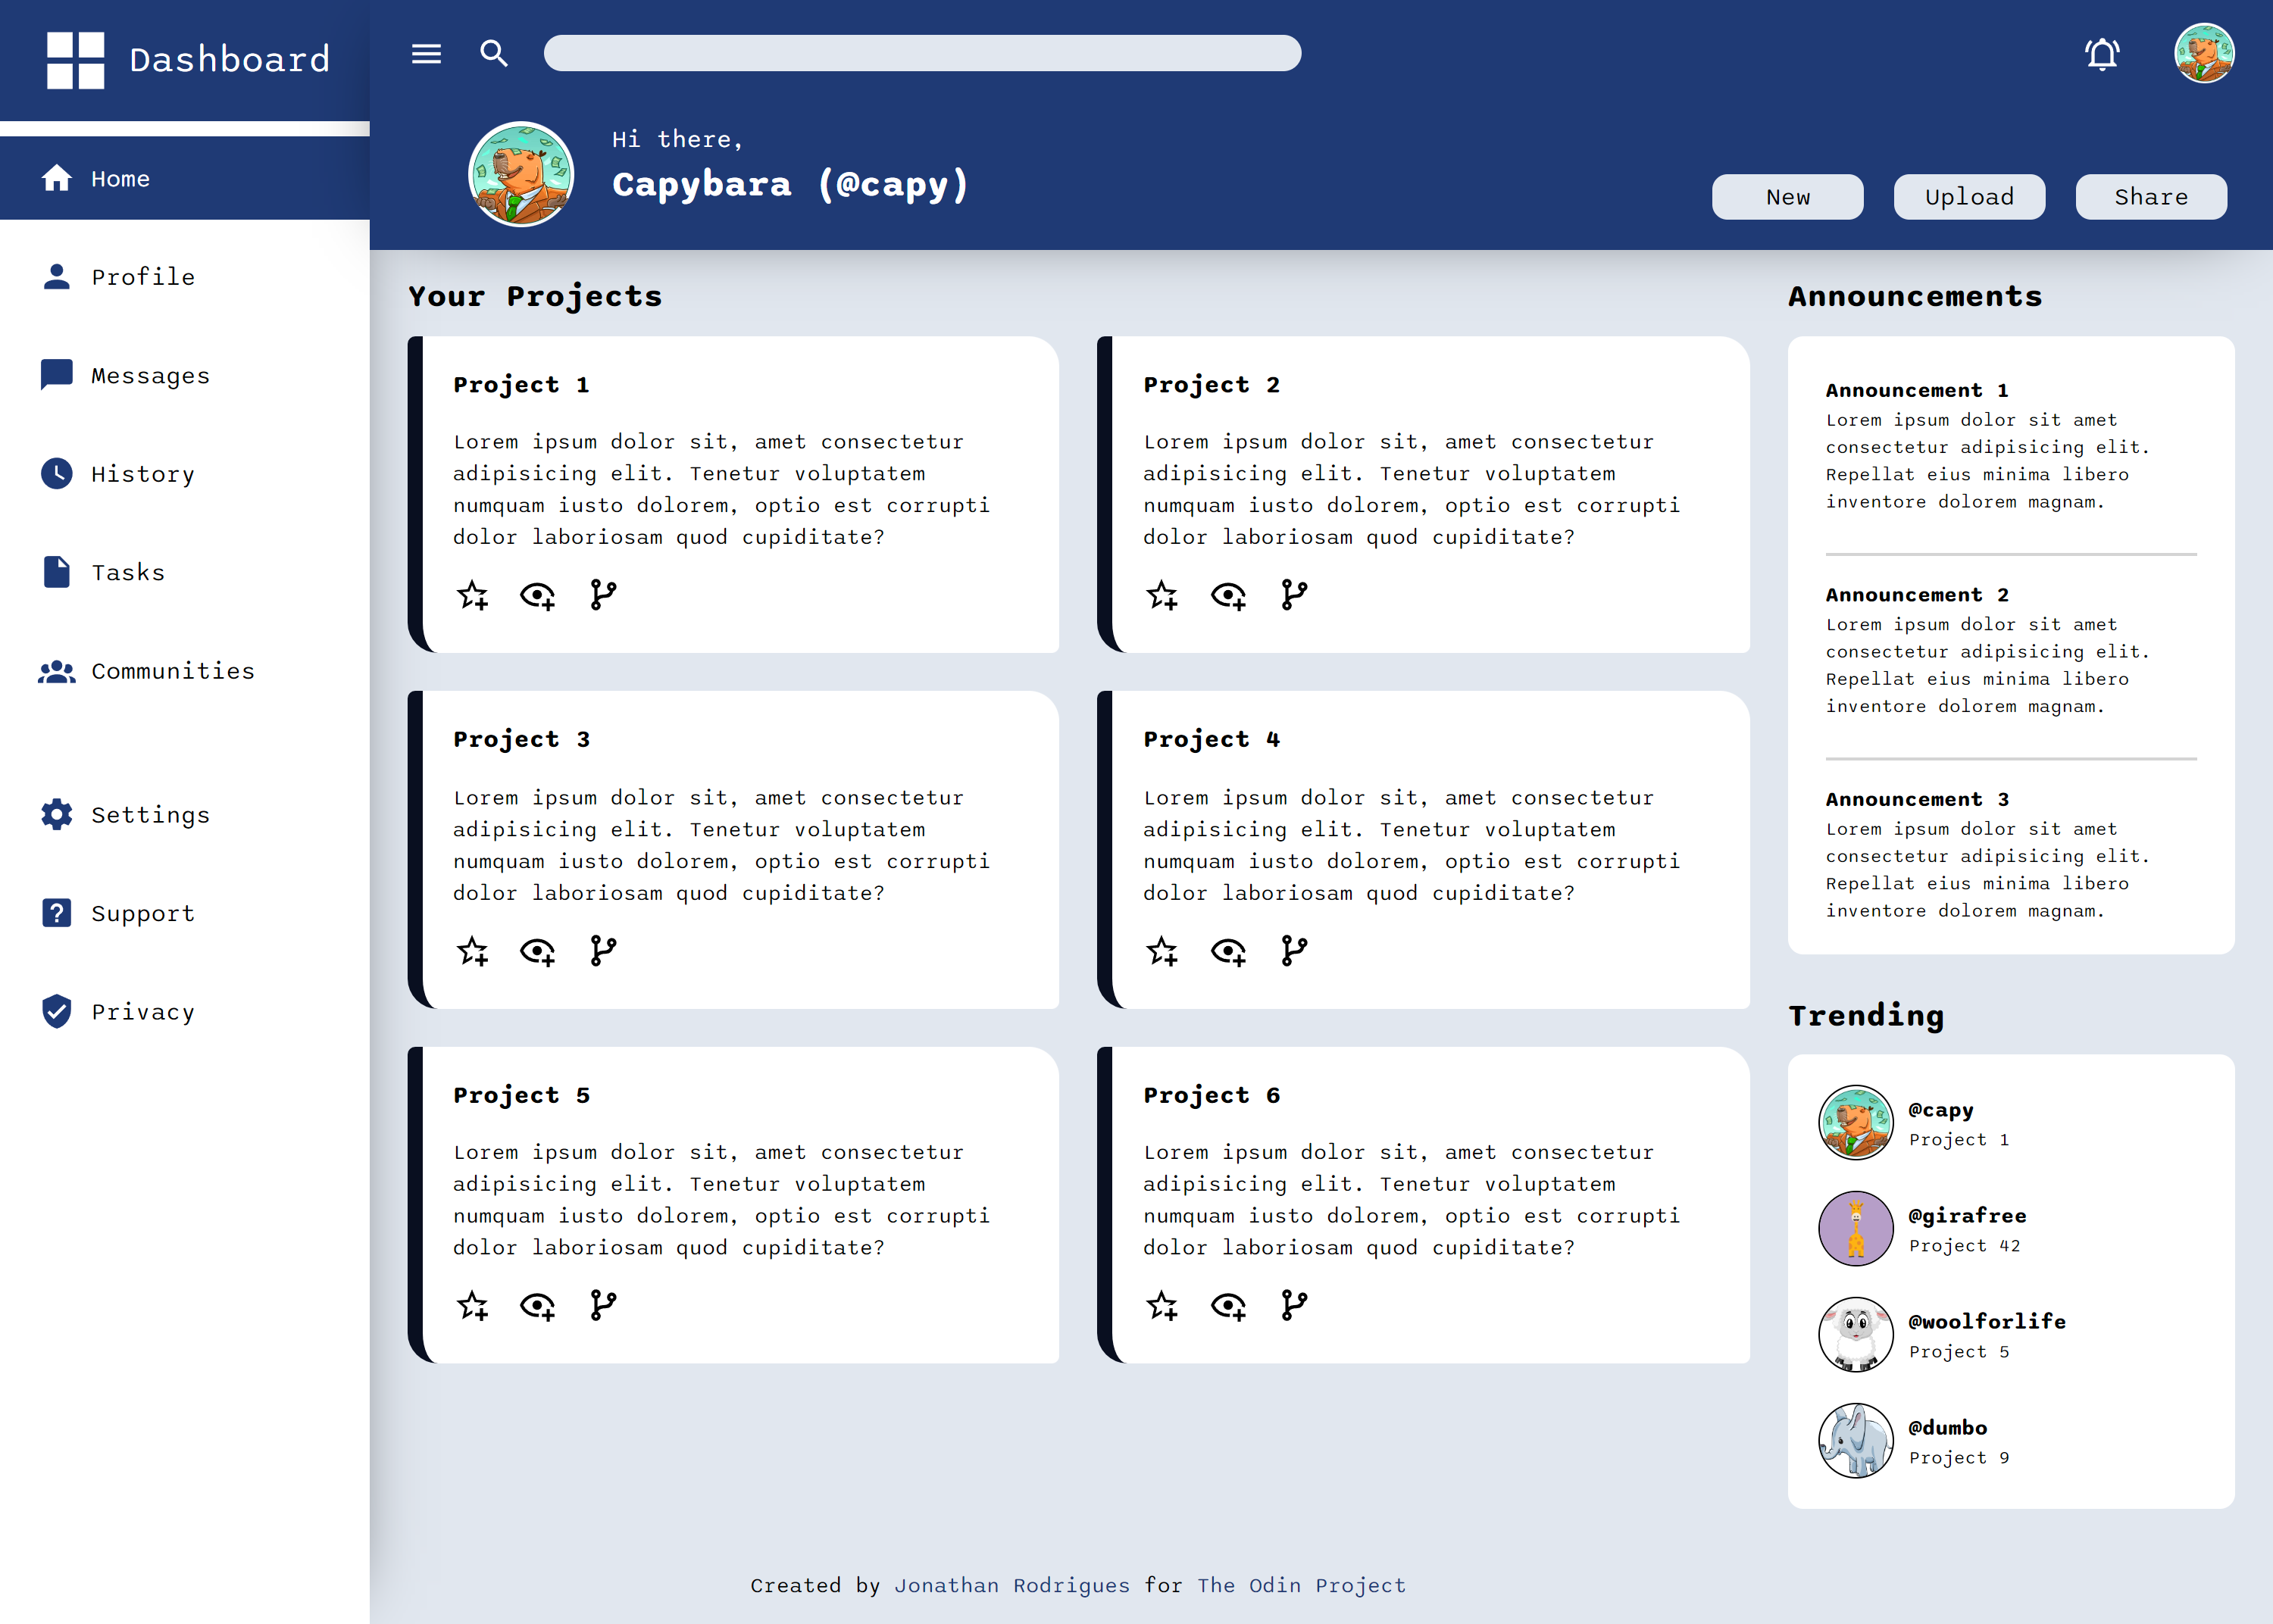 Dashboard
Home
Profile
Messages
History
Tasks
Communities
Settings
Support
Privacy
Hi there,
Capybara (@capy)
New
Upload
Share
Your Projects
Project 1
Lorem ipsum dolor sit, amet consectetur
adipisicing elit. Tenetur voluptatem
numquam iusto dolorem, optio est corrupti
dolor laboriosam quod cupiditate?
Project 2
Lorem ipsum dolor sit, amet consectetur
adipisicing elit. Tenetur voluptatem
numquam iusto dolorem, optio est corrupti
dolor laboriosam quod cupiditate?
Project 3
Lorem ipsum dolor sit, amet consectetur
adipisicing elit. Tenetur voluptatem
numquam iusto dolorem, optio est corrupti
dolor laboriosam quod cupiditate?
Project 4
Lorem ipsum dolor sit, amet consectetur
adipisicing elit. Tenetur voluptatem
numquam iusto dolorem, optio est corrupti
dolor laboriosam quod cupiditate?
Project 5
Lorem ipsum dolor sit, amet consectetur
adipisicing elit. Tenetur voluptatem
numquam iusto dolorem, optio est corrupti
dolor laboriosam quod cupiditate?
Project 6
Lorem ipsum dolor sit, amet consectetur
adipisicing elit. Tenetur voluptatem
numquam iusto dolorem, optio est corrupti
dolor laboriosam quod cupiditate?
Announcements
Announcement 1
Lorem ipsum dolor sit amet
consectetur adipisicing elit.
Repellat eius minima libero
inventore dolorem magnam.
Announcement 2
Lorem ipsum dolor sit amet
consectetur adipisicing elit.
Repellat eius minima libero
inventore dolorem magnam.
Announcement 3
Lorem ipsum dolor sit amet
consectetur adipisicing elit.
Repellat eius minima libero
inventore dolorem magnam.
Trending
@capy
Project 1
@girafree
Project 42
@woolforlife
Project 5
@dumbo
Project 9
Created by Jonathan Rodrigues for The Odin Project